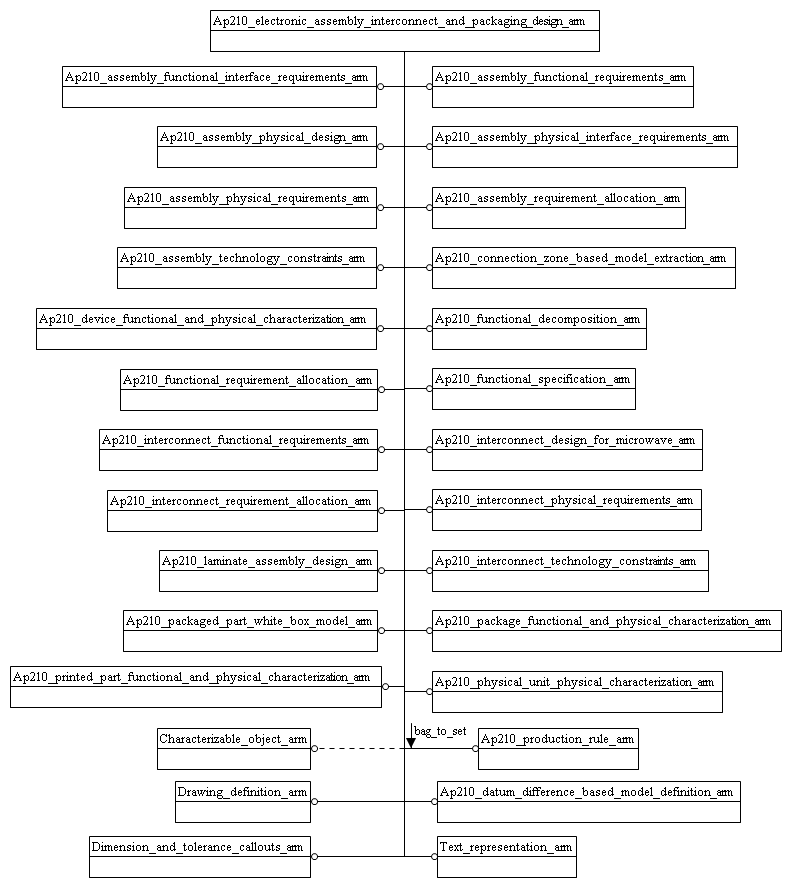 Ap210_electronic_assembly_interconnect_and_packaging_design_arm
Ap210_assembly_functional_interface_requirements_arm
Ap210_assembly_functional_requirements_arm
Ap210_assembly_physical_design_arm
Ap210_assembly_physical_interface_requirements_arm
Ap210_assembly_physical_requirements_arm
Ap210_assembly_requirement_allocation_arm
Ap210_assembly_technology_constraints_arm
Ap210_connection_zone_based_model_extraction_arm
Ap210_device_functional_and_physical_characterization_arm
Ap210_functional_decomposition_arm
Ap210_functional_requirement_allocation_arm
Ap210_functional_specification_arm
Ap210_interconnect_functional_requirements_arm
Ap210_interconnect_design_for_microwave_arm
Ap210_interconnect_requirement_allocation_arm
Ap210_interconnect_physical_requirements_arm
Ap210_laminate_assembly_design_arm
Ap210_interconnect_technology_constraints_arm
Ap210_packaged_part_white_box_model_arm
Ap210_package_functional_and_physical_characterization_arm
Ap210_printed_part_functional_and_physical_characterization_arm
Ap210_physical_unit_physical_characterization_arm
bag_to_set
Characterizable_object_arm
Ap210_production_rule_arm
Drawing_definition_arm
Ap210_datum_difference_based_model_definition_arm
Dimension_and_tolerance_callouts_arm
Text_representation_arm